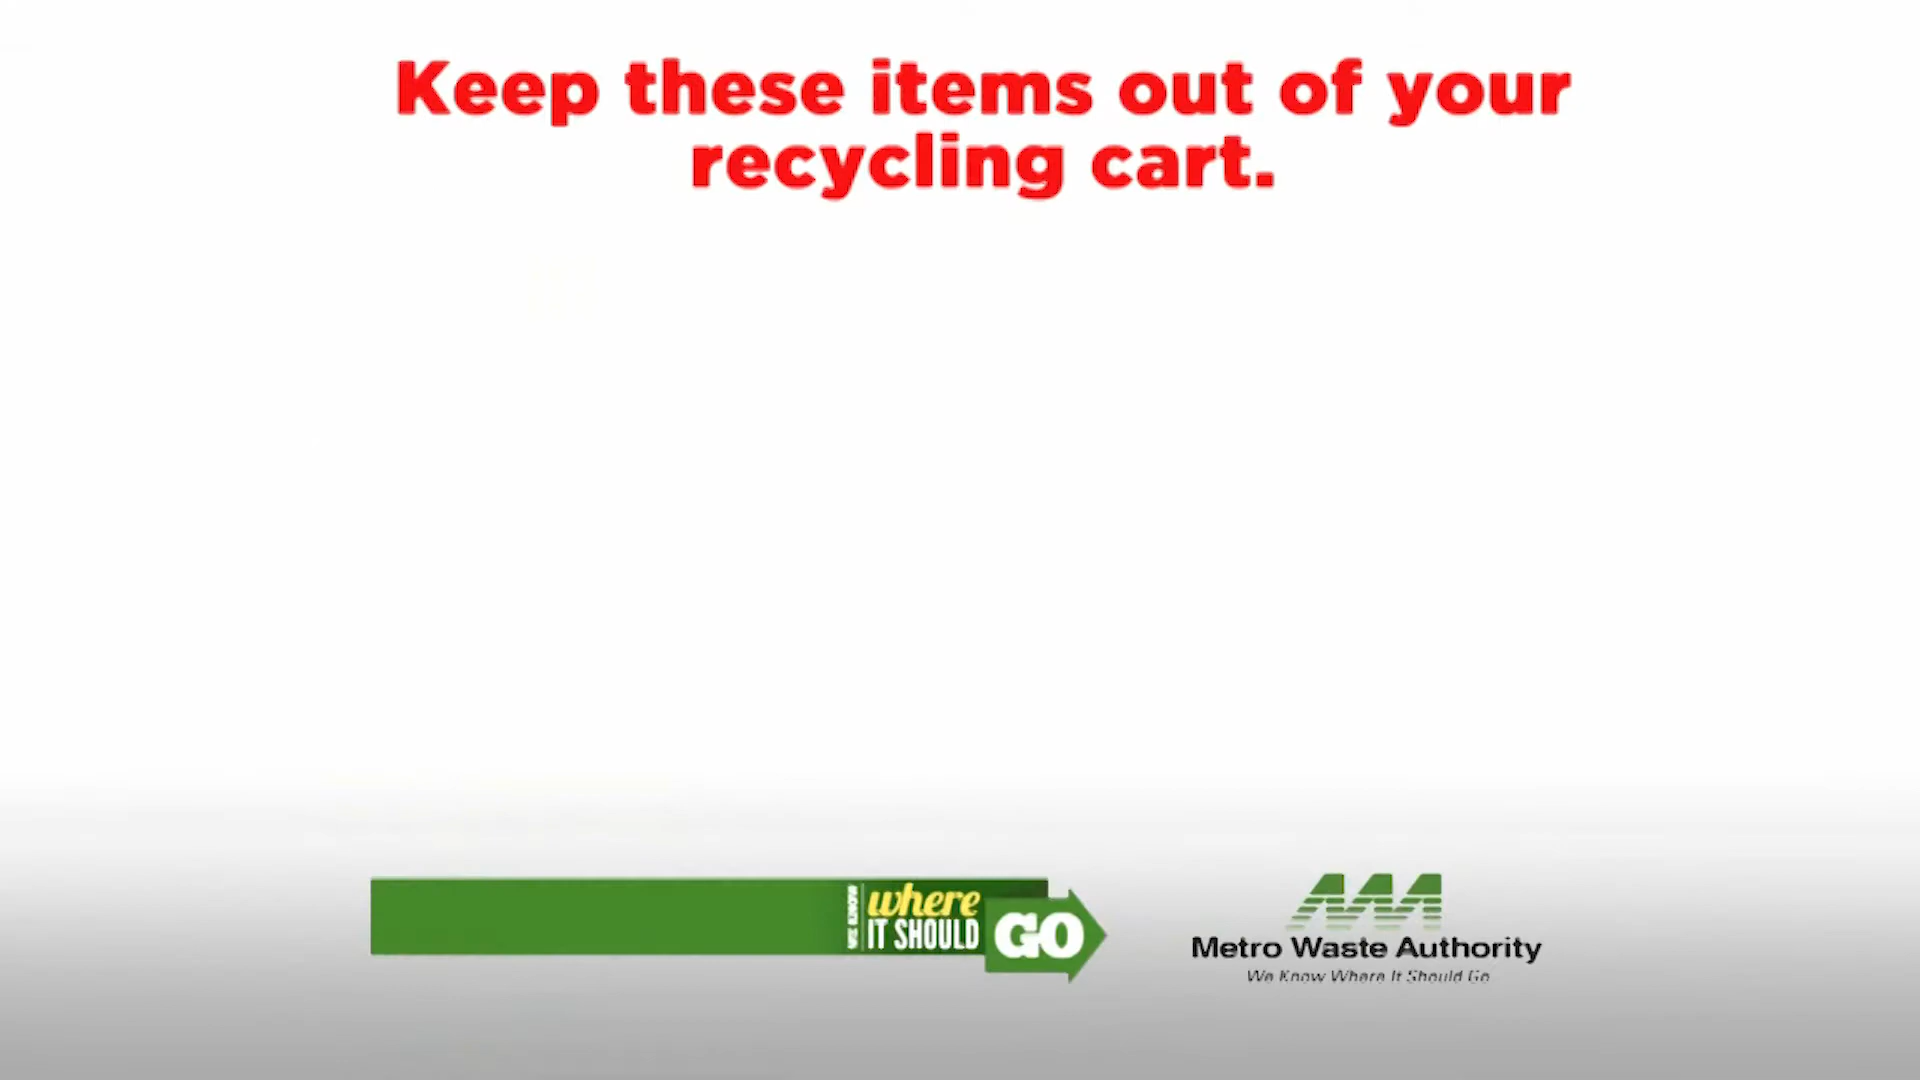 Keep these items out of your
recycling cart.
where
IT SHOULD
GO
Metro Waste Authority
We Know Where It Should Go